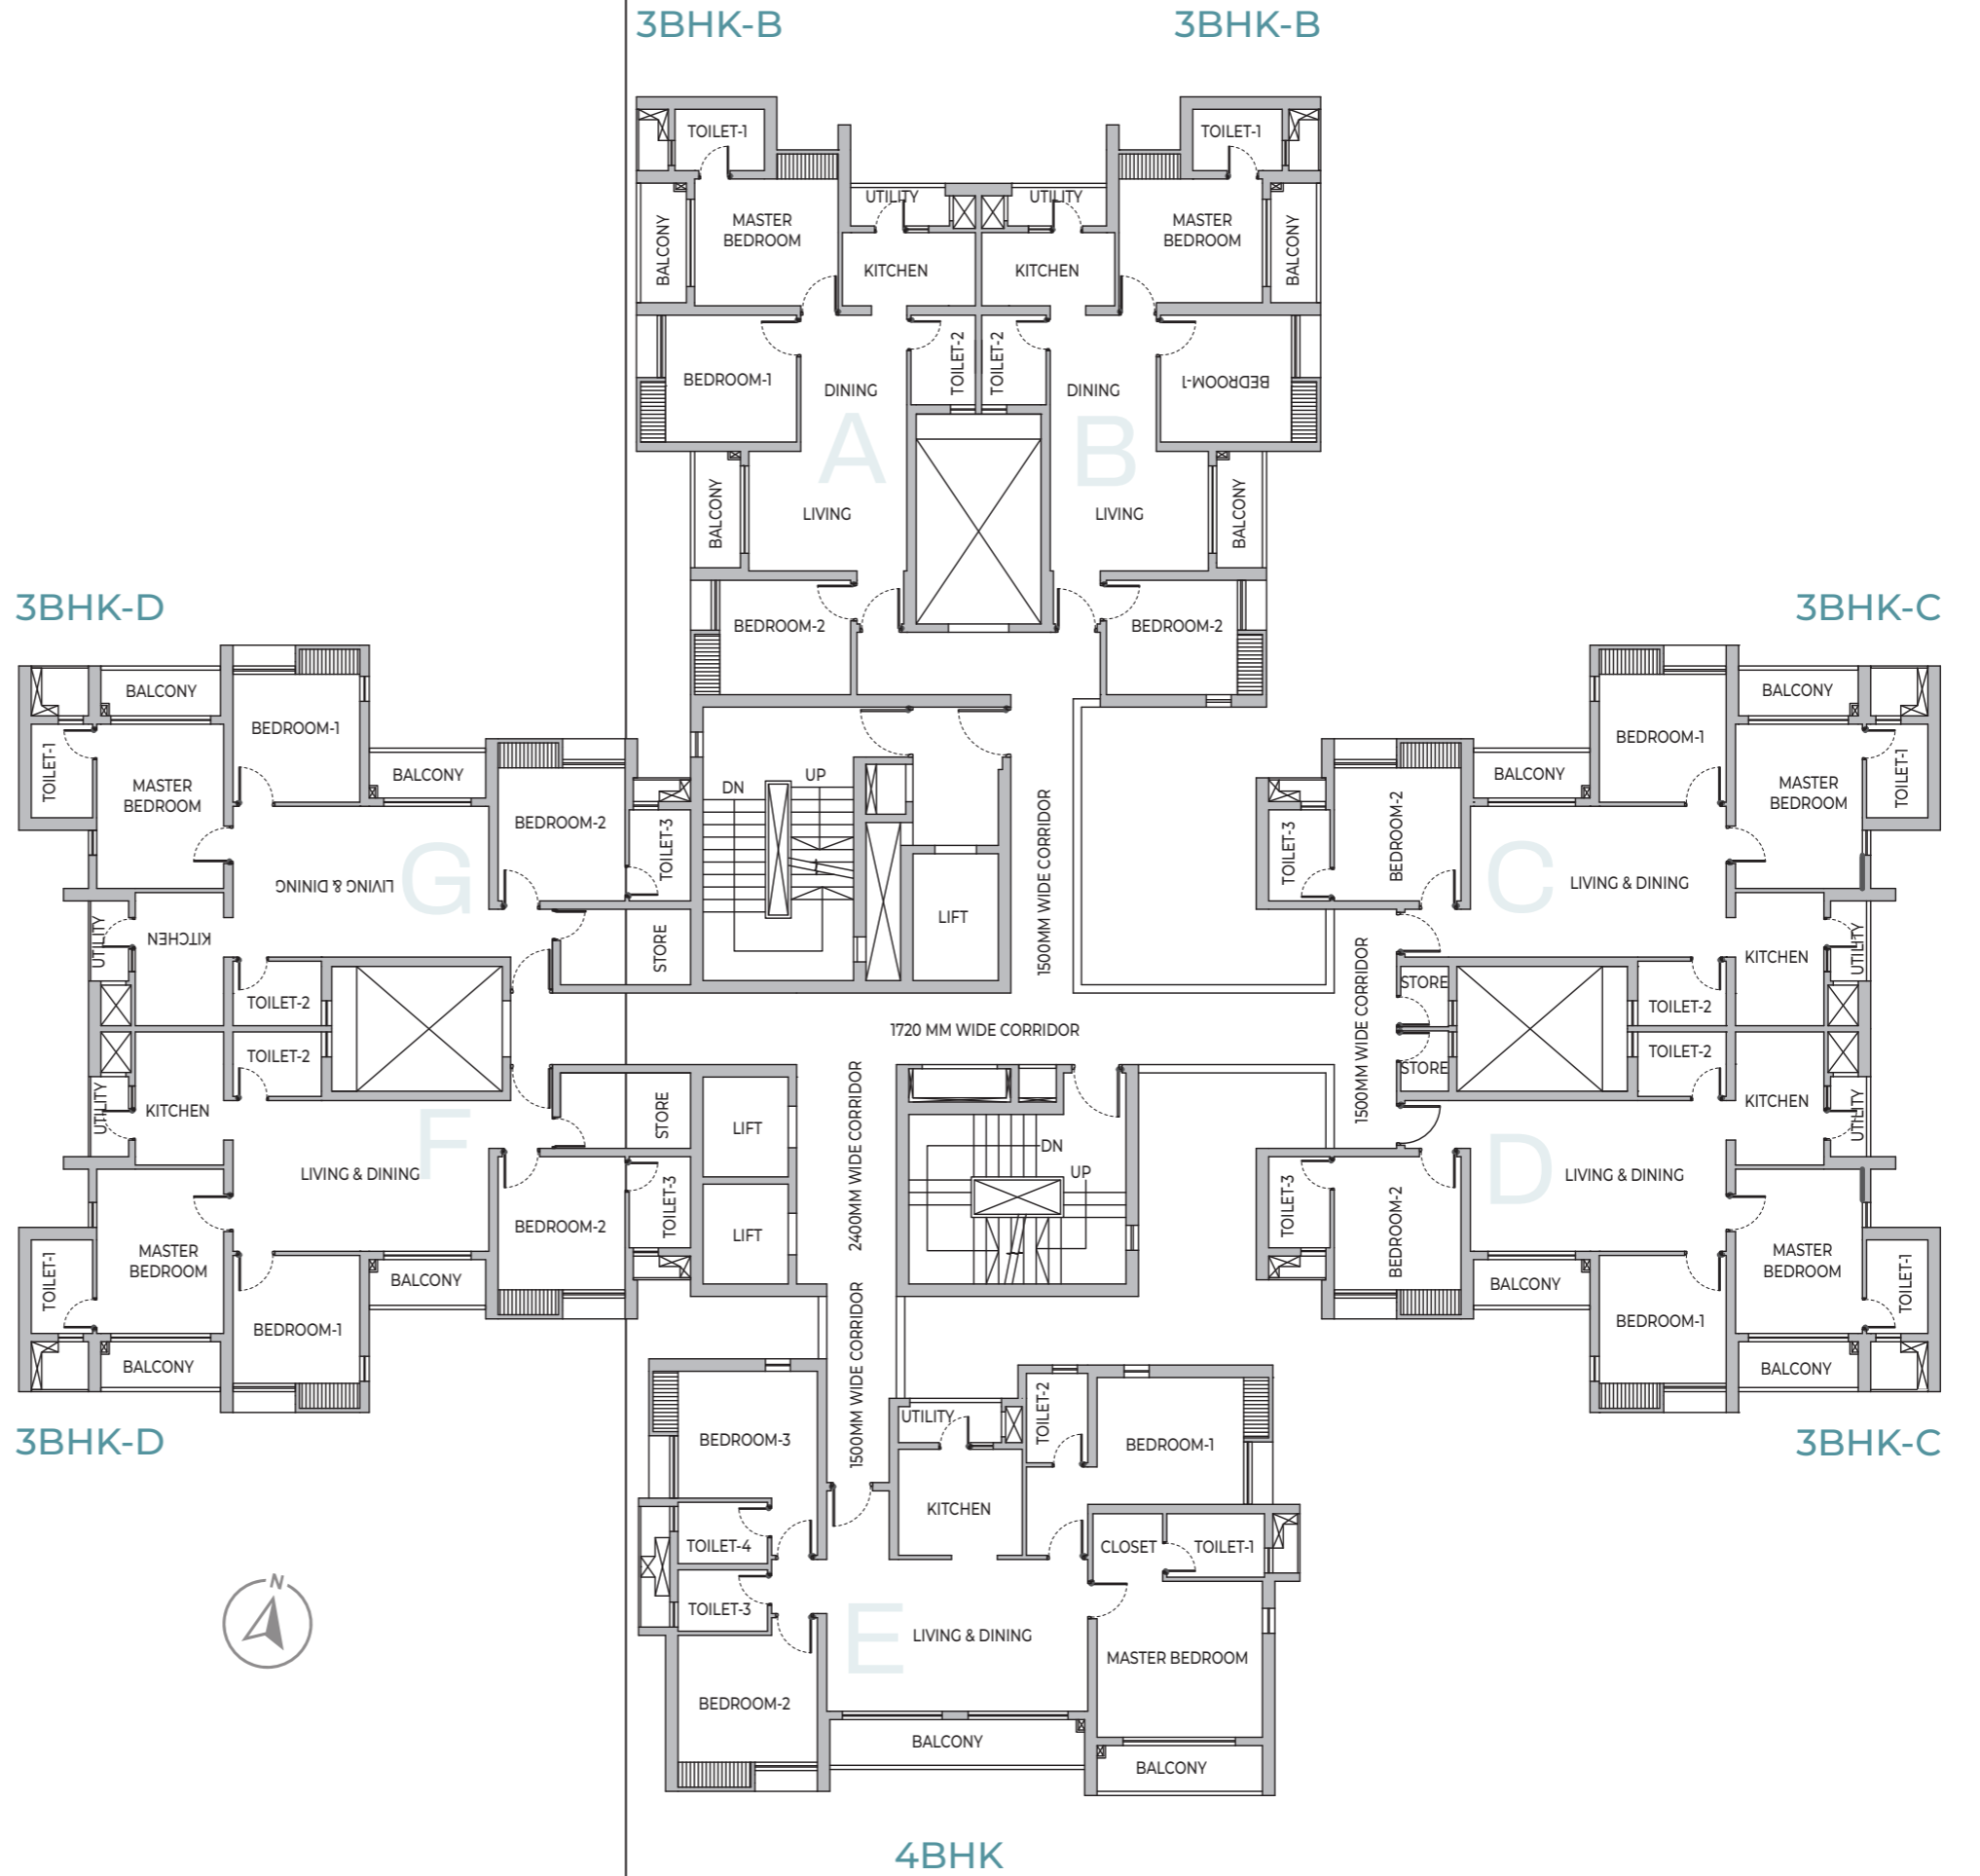 3BHK-B
3BHK-B
TOILET-1
TOILET-1
UTILITY
UTILITY
MASTER
BEDROOM
MASTER
BEDROOM
BALCONY
BALCONY
KITCHEN
KITCHEN
TOILET-2
TOILET-2
BEDROOM-1
BEDROOM-1
DINING
DINING
A
B
LIVING
LIVING
BALCONY
BALCONY
BEDROOM-2
BEDROOM-2
3BHK-D
3BHK-C
BALCONY
BEDROOM-1
BALCONY
TOILET-1
MASTER
BEDROOM
BEDROOM-2
TOILET-3
G
LIVING & DINING
KITCHEN
UTILITY
TOILET-2
STORE
DN
UP
LIFT
1500MM WIDE CORRIDOR
BALCONY
BEDROOM-1
BALCONY
MASTER
BEDROOM
TOILET-1
BEDROOM-2
TOILET-3
C
LIVING & DINING
KITCHEN
UTILITY
STORE
TOILET-2
1500MM WIDE CORRIDOR
1720 MM WIDE CORRIDOR
TOILET-2
KITCHEN
UTILITY
F
LIVING & DINING
STORE
LIFT
LIFT
TOILET-3
BEDROOM-2
MASTER
BEDROOM
TOILET-1
BALCONY
BEDROOM-1
BALCONY
2400MM WIDE CORRIDOR
DN
UP
STORE
TOILET-2
KITCHEN
UTILITY
D
LIVING & DINING
TOILET-3
BEDROOM-2
MASTER
BEDROOM
TOILET-1
BALCONY
BEDROOM-1
BALCONY
3BHK-D
3BHK-C
1500MM WIDE CORRIDOR
BEDROOM-3
UTILITY
TOILET-2
BEDROOM-1
KITCHEN
TOILET-4
CLOSET
TOILET-1
TOILET-3
E
LIVING & DINING
MASTER BEDROOM
BEDROOM-2
BALCONY
BALCONY
N
4BHK